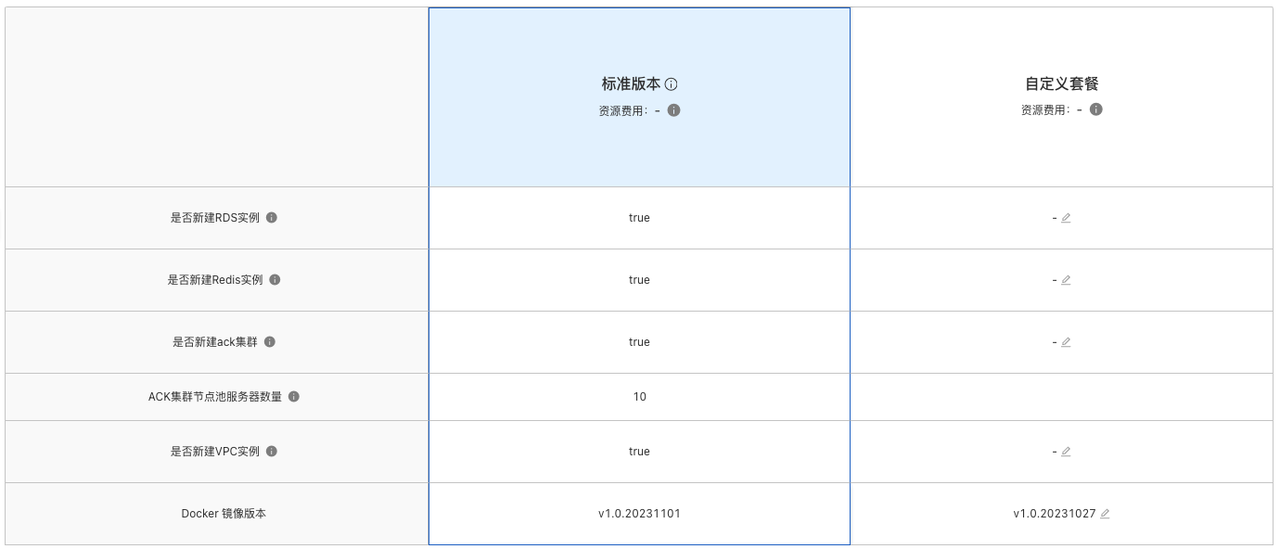 标准版本
资源费用: -
自定义套餐
资源费用: -
是否新建RDS实例
true
-
是否新建Redis实例
true
-
是否新建ack集群
true
-
ACK集群节点池服务器数量
10
是否新建VPC实例
true
-
Docker 镜像版本
v1.0.20231101
v1.0.20231027